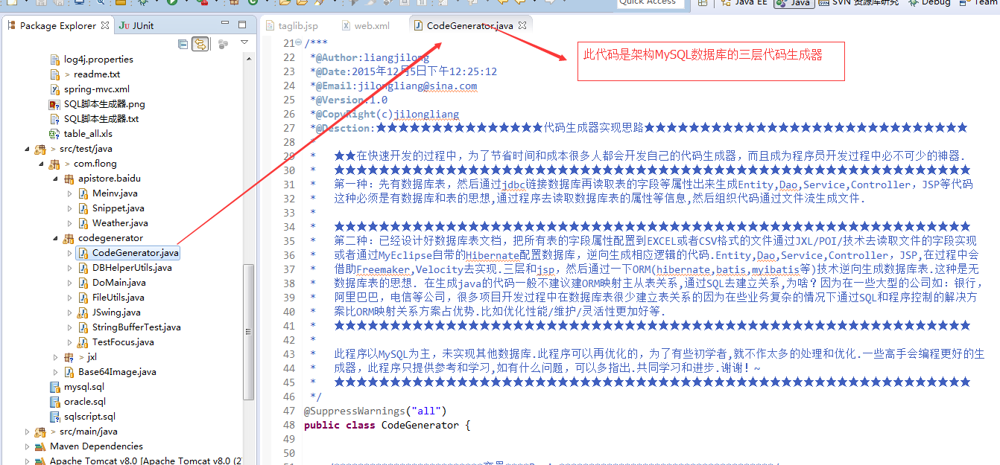 Quick Access
Java EE
Java
SVN 资源库研究
Debug
Team
Package Explorer
JUnit
taglib.jsp
web.xml
CodeGenerator.java
log4j.properties
> readme.txt
spring-mvc.xml
SQL脚本生成器.png
SQL脚本生成器.txt
table_all.xls
> src/test/java
> com.flong
apistore.baidu
Meinv.java
Snippet.java
Weather.java
codegenerator
CodeGenerator.java
DBHelperUtils.java
DoMain.java
FileUtils.java
JSwing.java
StringBufferTest.java
TestFocus.java
> jxl
Base64Image.java
mysql.sql
oracle.sql
sqlscript.sql
> src/main/java
Maven Dependencies
Apache Tomcat v8.0 [Apache Tomcat v8.0 (2)
此代码是架构MySQL数据库的三层代码生成器
21 /***
22 *@Author:liangjilong
23 *@Date:2015年12月5日下午12:25:12
24 *@Email:jilongliang@sina.com
25 *@Version:1.0
26 *@CopyRight(c)jilongliang
27 *@Desction:★★★★★★★★★★★★★★★代码生成器实现思路★★★★★★★★★★★★★★★★★★★★★★★★★★★★★
28 *
29 * ★★在快速开发的过程中，为了节省时间和成本很多人都会开发自己的代码生成器，而且成为程序员开发过程中必不可少的神器.
30 * ★★★★★★★★★★★★★★★★★★★★★★★★★★★★★★★★★★★★★★★★★★★★★★★★★★★★★★★★★
31 * 第一种：先有数据库表，然后通过jdbc链接数据库再读取表的字段等属性出来生成Entity,Dao,Service,Controller，JSP等代码
32 * 这种必须是有数据库和表的思想,通过程序去读取数据库表的属性等信息,然后组织代码通过文件流生成文件.
33 *
34 * ★★★★★★★★★★★★★★★★★★★★★★★★★★★★★★★★★★★★★★★★★★★★★★★★★★★★★★★★★
35 * 第二种：已经设计好数据库表文档，把所有表的字段属性配置到EXCEL或者CSV格式的文件通过JXL/POI/技术去读取文件的字段实现
36 * 或者通过MyEclipse自带的Hibernate配置数据库，逆向生成相应逻辑的代码.Entity,Dao,Service,Controller，JSP,在过程中会
37 * 借助Freemaker,Velocity去实现.三层和jsp，然后通过一下ORM(hibernate,batis,myibatis等)技术逆向生成数据库表.这种是无
38 * 数据库表的思想. 在生成java的代码一般不建议建ORM映射主从表关系,通过SQL去建立关系,为啥？因为在一些大型的公司如：银行,
39 * 阿里巴巴，电信等公司，很多项目开发过程中在数据库表很少建立表关系的因为在些业务复杂的情况下通过SQL和程序控制的解决方
40 * 案比ORM映射关系方案占优势.比如优化性能/维护/灵活性更加好等.
41 * ★★★★★★★★★★★★★★★★★★★★★★★★★★★★★★★★★★★★★★★★★★★★★★★★★★★★★★★★★
42 *
43 * 此程序以MySQL为主，未实现其他数据库.此程序可以再优化的，为了有些初学者,就不作太多的处理和优化.一些高手会编程更好的生
44 * 成器，此程序只提供参考和学习,如有什么问题，可以多指出.共同学习和进步.谢谢！~
45 * ★★★★★★★★★★★★★★★★★★★★★★★★★★★★★★★★★★★★★★★★★★★★★★★★★★★★★★★★★
46 */
47 @SuppressWarnings("all")
48 public class CodeGenerator {
49
50